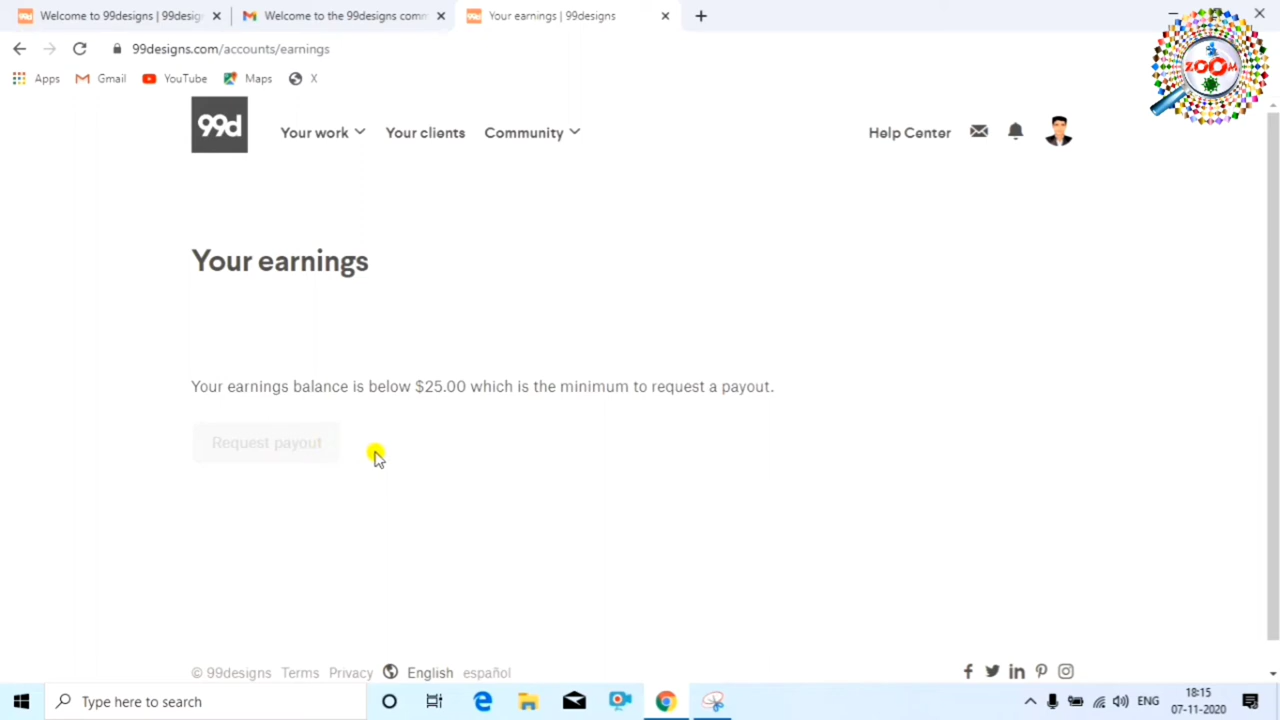 Welcome to 99designs | 99desig
Welcome to the 99designs comm
Your earnings | 99designs
99designs.com/accounts/earnings
Apps
Gmail
YouTube
Maps
X
ZOOM
99d
Your work
Your clients
Community
Help Center
Your earnings
Your earnings balance is below $25.00 which is the minimum to request a payout.
Request payout
© 99designs Terms Privacy English español
Type here to search
ENG
18:15
07-11-2020